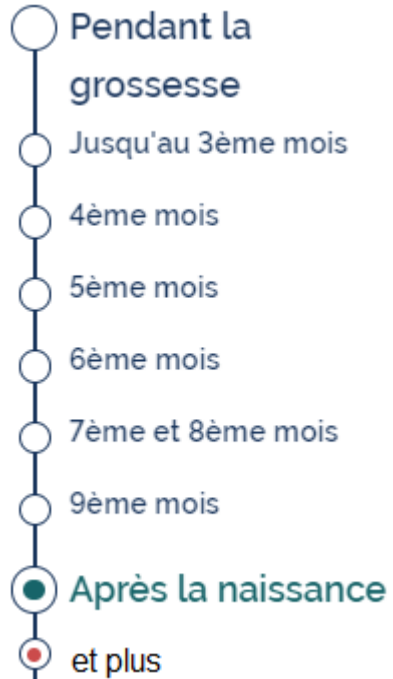 Pendant la
grossesse
Jusqu'au 3ème mois
4ème mois
5ème mois
6ème mois
7ème et 8ème mois
9ème mois
Après la naissance
et plus